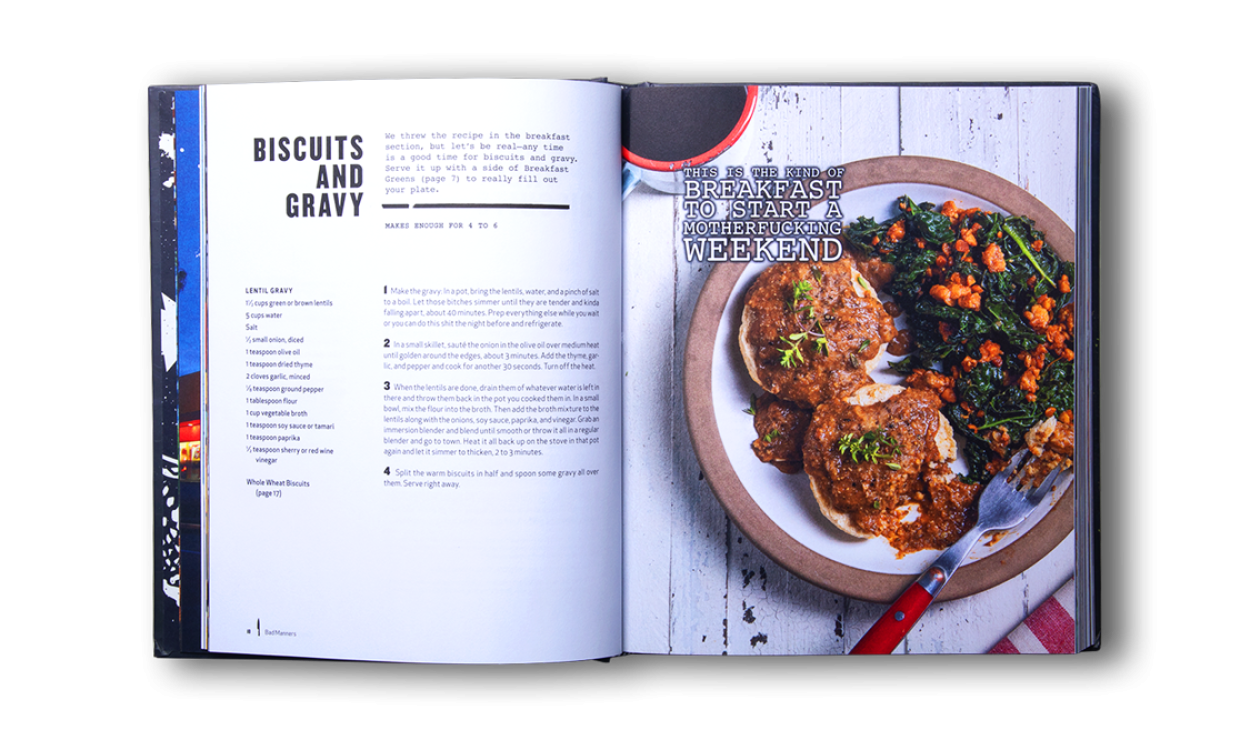 BISCUITS
AND
GRAVY
We threw the recipe in the breakfast
section, but let's be real—any time
is a good time for biscuits and gravy.
Serve it up with a side of Breakfast
Greens (page 7) to really fill out
your plate.
MAKES ENOUGH FOR 4 TO 6
LENTIL GRAVY
1½ cups green or brown lentils
5 cups water
Salt
½ small onion, diced
1 teaspoon olive oil
1 teaspoon dried thyme
2 cloves garlic, minced
teaspoon ground pepper
1 tablespoon flour
1 cup vegetable broth
1 teaspoon soy sauce or tamari
1 teaspoon paprika
½ teaspoon sherry or red wine
vinegar
Whole Wheat Biscuits
(page 17)
1 Make the gravy: In a pot, bring the lentils, water, and a pinch of salt
to a boil. Let those bitches simmer until they are tender and kinda
falling apart, about 40 minutes. Prep everything else while you wait
or you can do this shit the night before and refrigerate.
2 In a small skillet, sauté the onion in the olive oil over medium heat
until golden around the edges, about 3 minutes. Add the thyme, gar-
lic, and pepper and cook for another 30 seconds. Turn off the heat.
3 When the lentils are done, drain them of whatever water is left in
there and throw them back in the pot you cooked them in. In a small
bowl, mix the flour into the broth. Then add the broth mixture to the
lentils along with the onions, soy sauce, paprika, and vinegar. Grab an
immersion blender and blend until smooth or throw it all in a regular
blender and go to town. Heat it all back up on the stove in that pot
again and let it simmer to thicken, 2 to 3 minutes.
4 Split the warm biscuits in half and spoon some gravy all over
them. Serve right away.
Bad Manners
THIS IS THE KIND OF
BREAKFAST
TO START A
MOTHERFUCKING
WEEKEND